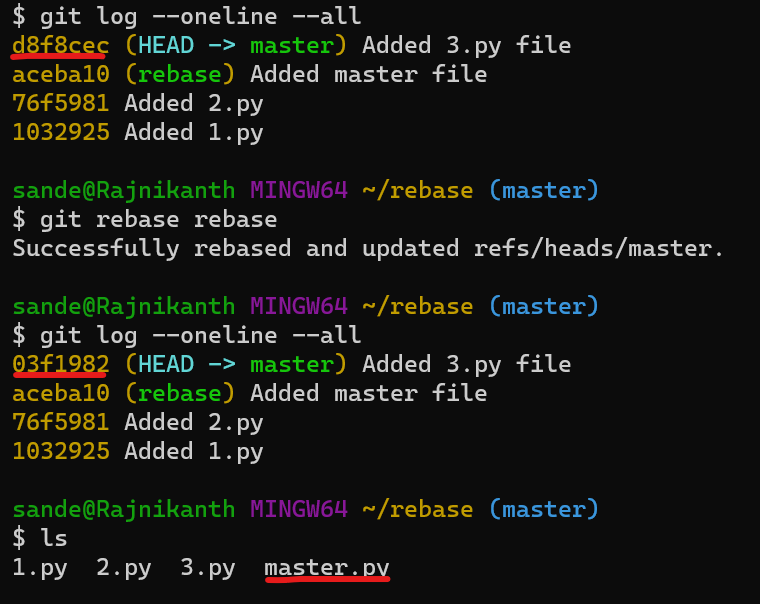 $ git log --oneline --all
d8f8cec (HEAD -> master) Added 3.py file
aceba10 (rebase) Added master file
76f5981 Added 2.py
1032925 Added 1.py
sande@Rajnikanth MINGW64 ~/rebase (master)
$ git rebase rebase
Successfully rebased and updated refs/heads/master.
sande@Rajnikanth MINGW64 ~/rebase (master)
$ git log --oneline --all
03f1982 (HEAD -> master) Added 3.py file
aceba10 (rebase) Added master file
76f5981 Added 2.py
1032925 Added 1.py
sande@Rajnikanth MINGW64 ~/rebase (master)
$ ls
1.py  2.py  3.py  master.py